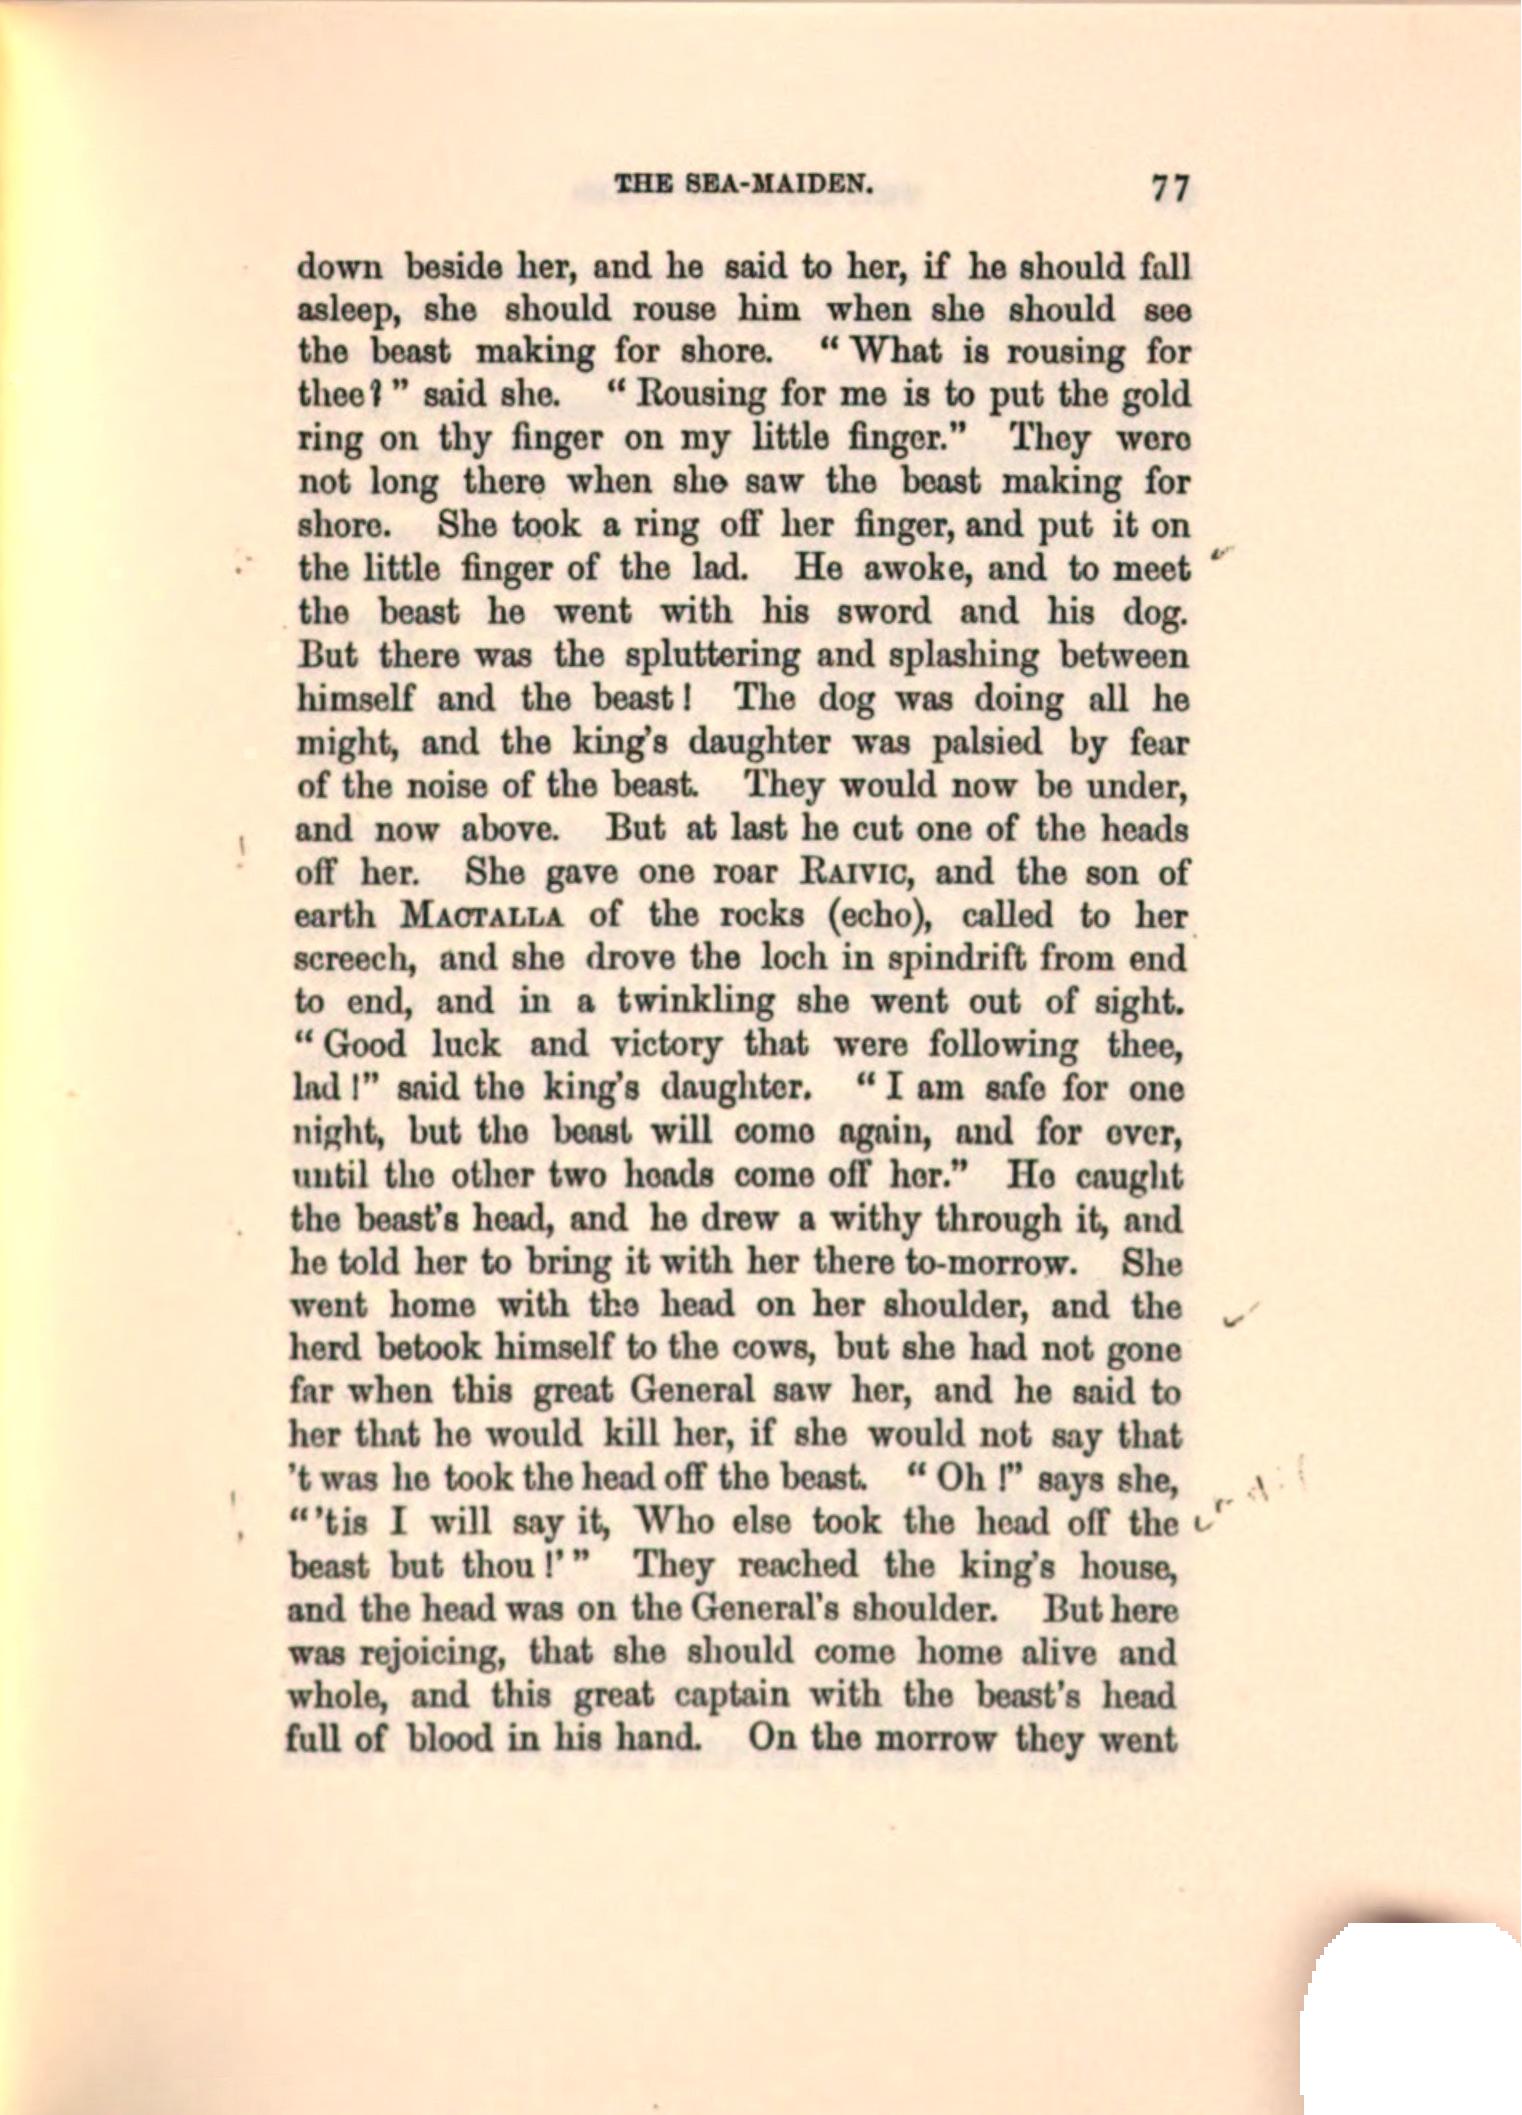 THE SEA-MAIDEN. 77
down beside her, and he said to her, if he should fall
asleep, she should rouse him when she should see
the beast making for shore. “ What is rousing for
thee? ” said she. “ Rousing for me is to put the gold
ring on thy finger on my little finger.” They were
not long there when she saw the beast making for
shore. She took a ring off her finger, and put it on
the little finger of the lad. He awoke, and to meet
the beast he went with his sword and his dog.
But there was the spluttering and splashing between
himself and the beast! The dog was doing all he
might, and the king's daughter was palsied by fear
of the noise of the beast. They would now be under,
and now above. But at last he cut one of the heads
off her. She gave one roar RAIVIC, and the son of
earth MACTALLA of the rocks (echo), called to her
screech, and she drove the loch in spindrift from end
to end, and in a twinkling she went out of sight.
“ Good luck and victory that were following thee,
lad !” said the king's daughter. “ I am safe for one
night, but the beast will come again, and for ever,
until the other two heads come off her.” He caught
the beast's head, and he drew a withy through it, and
he told her to bring it with her there to-morrow. She
went home with the head on her shoulder, and the
herd betook himself to the cows, but she had not gone
far when this great General saw her, and he said to
her that he would kill her, if she would not say that
't was he took the head off the beast. “ Oh !” says she,
“ 'tis I will say it, Who else took the head off the
beast but thou !' ” They reached the king's house,
and the head was on the General's shoulder. But here
was rejoicing, that she should come home alive and
whole, and this great captain with the beast's head
full of blood in his hand. On the morrow they went